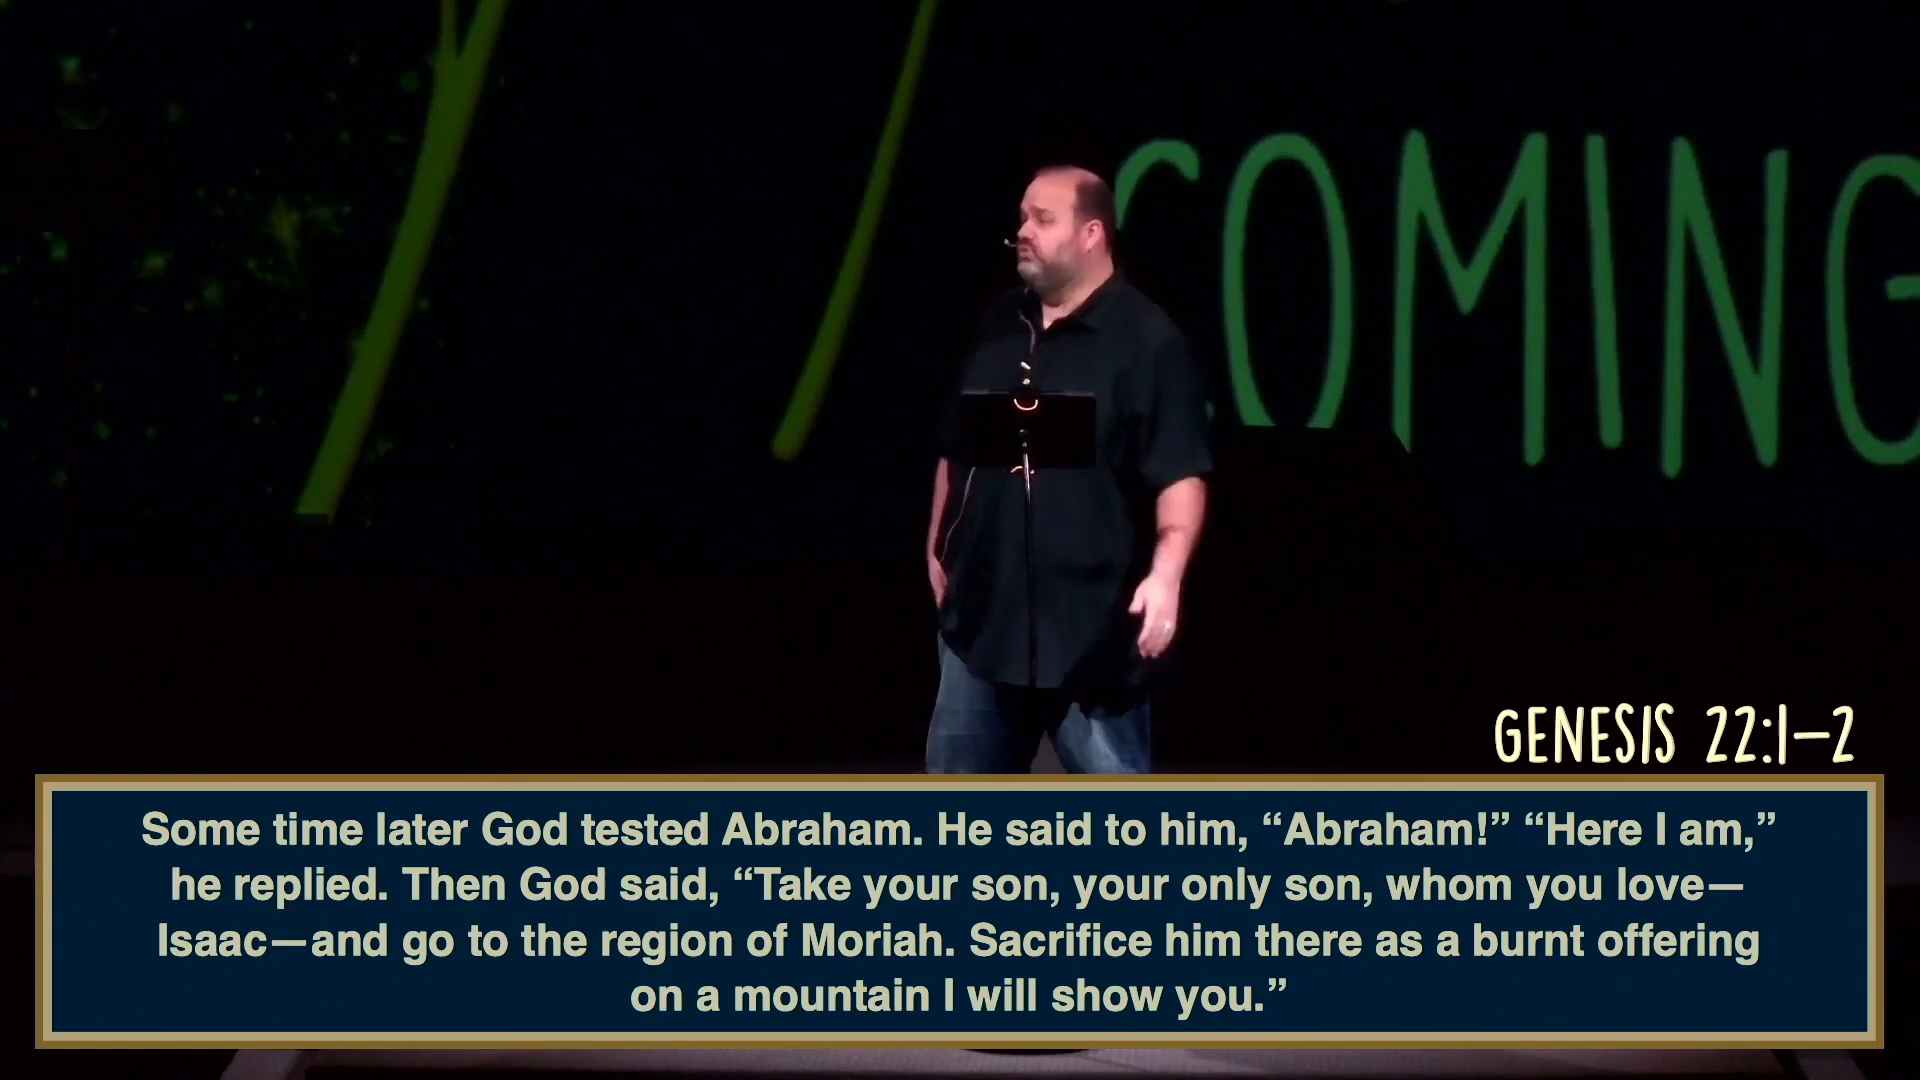 COMING
GENESIS 22:1–2
Some time later God tested Abraham. He said to him, “Abraham!” “Here I am,”
he replied. Then God said, “Take your son, your only son, whom you love—
Isaac—and go to the region of Moriah. Sacrifice him there as a burnt offering
on a mountain I will show you.”